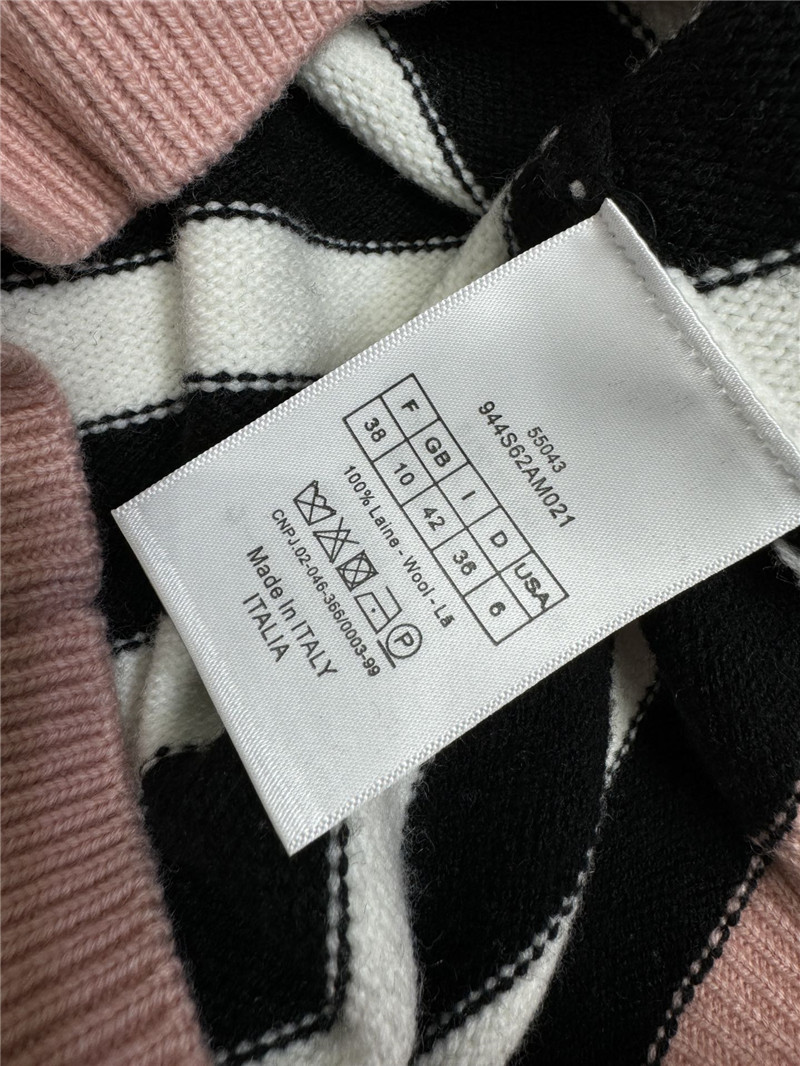 55043
944S62AM021
F GB I D USA
38 10 42 36 6
100% Laine - Wool - Lã
P
CNPJ.02-046-366/0003-99
Made In ITALY
ITALIA